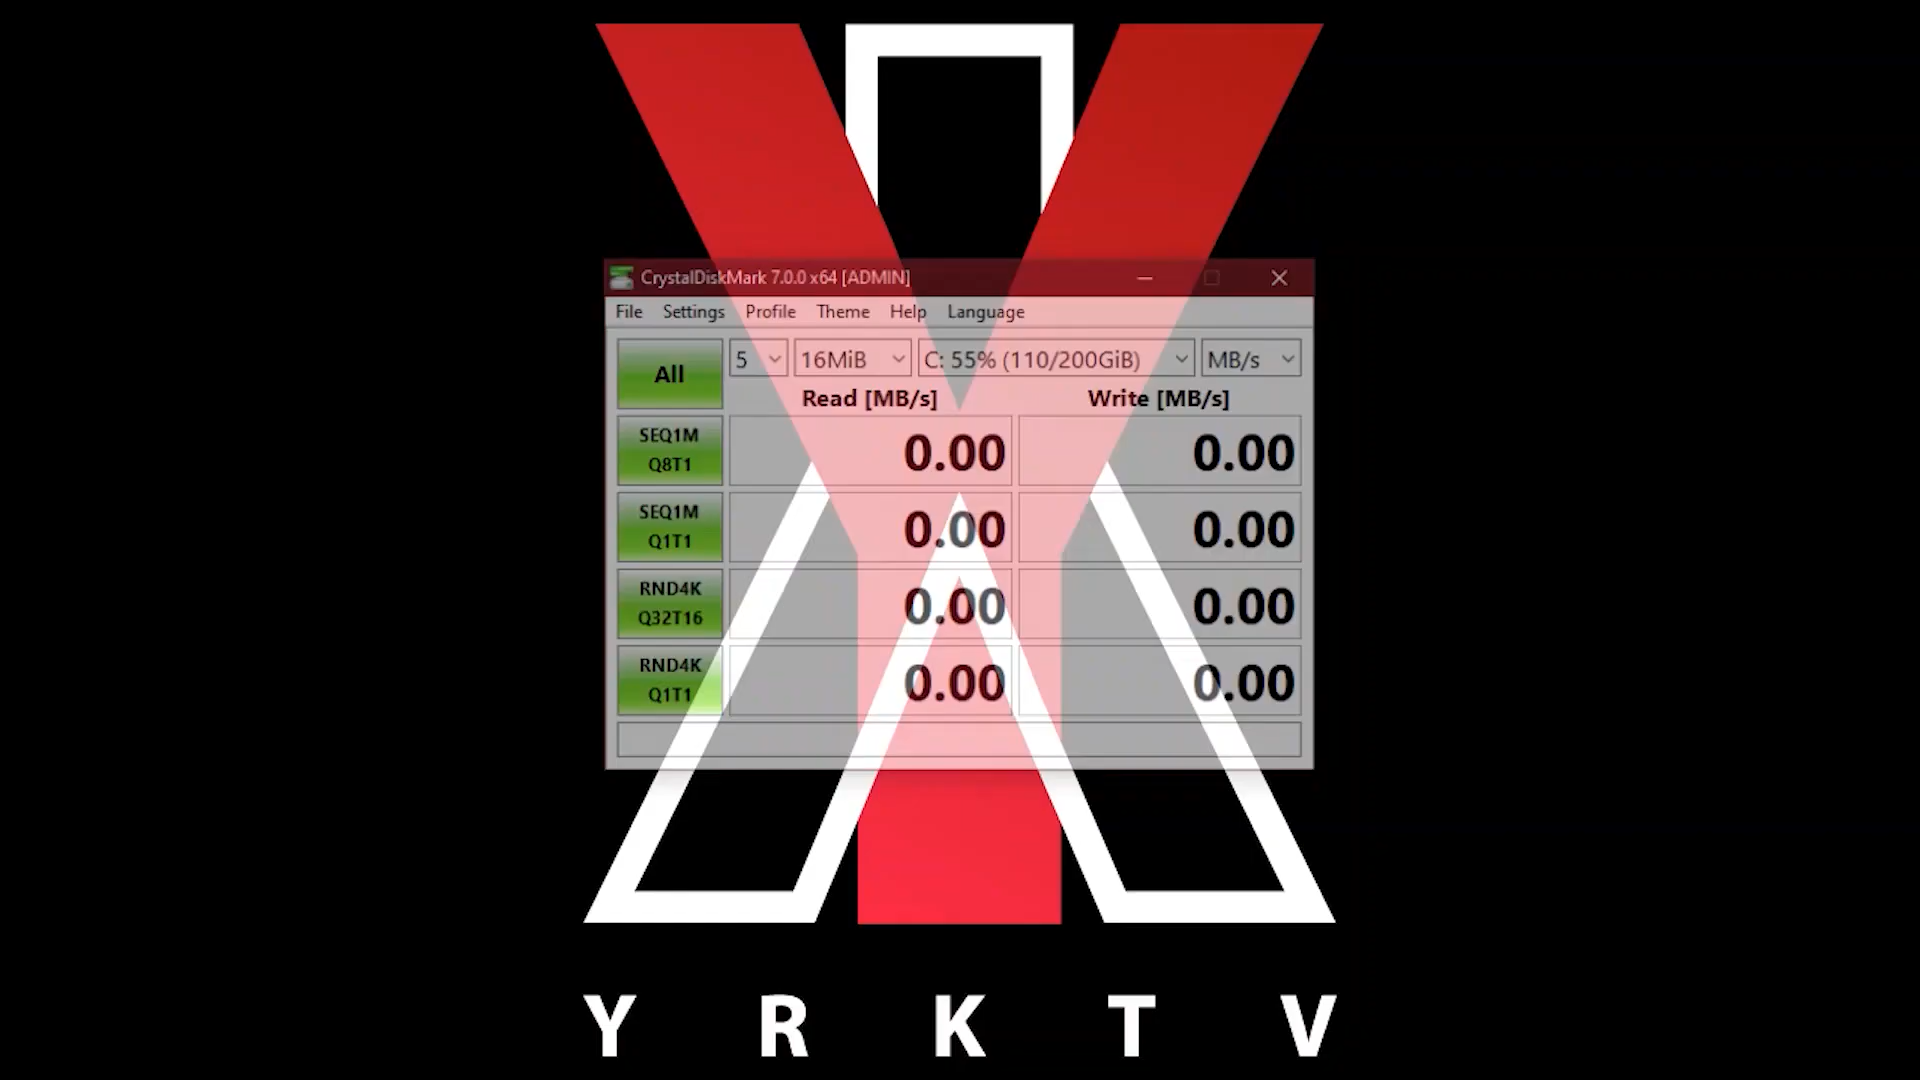 CrystalDiskMark 7.0.0 x64 [ADMIN]
File Settings Profile Theme Help Language
All 5 16MiB C: 55% (110/200GiB) MB/s
Read [MB/s] Write [MB/s]
SEQ1M
Q8T1 0.00 0.00
SEQ1M
Q1T1 0.00 0.00
RND4K
Q32T16 0.00 0.00
RND4K
Q1T1 0.00 0.00
Y R K T V